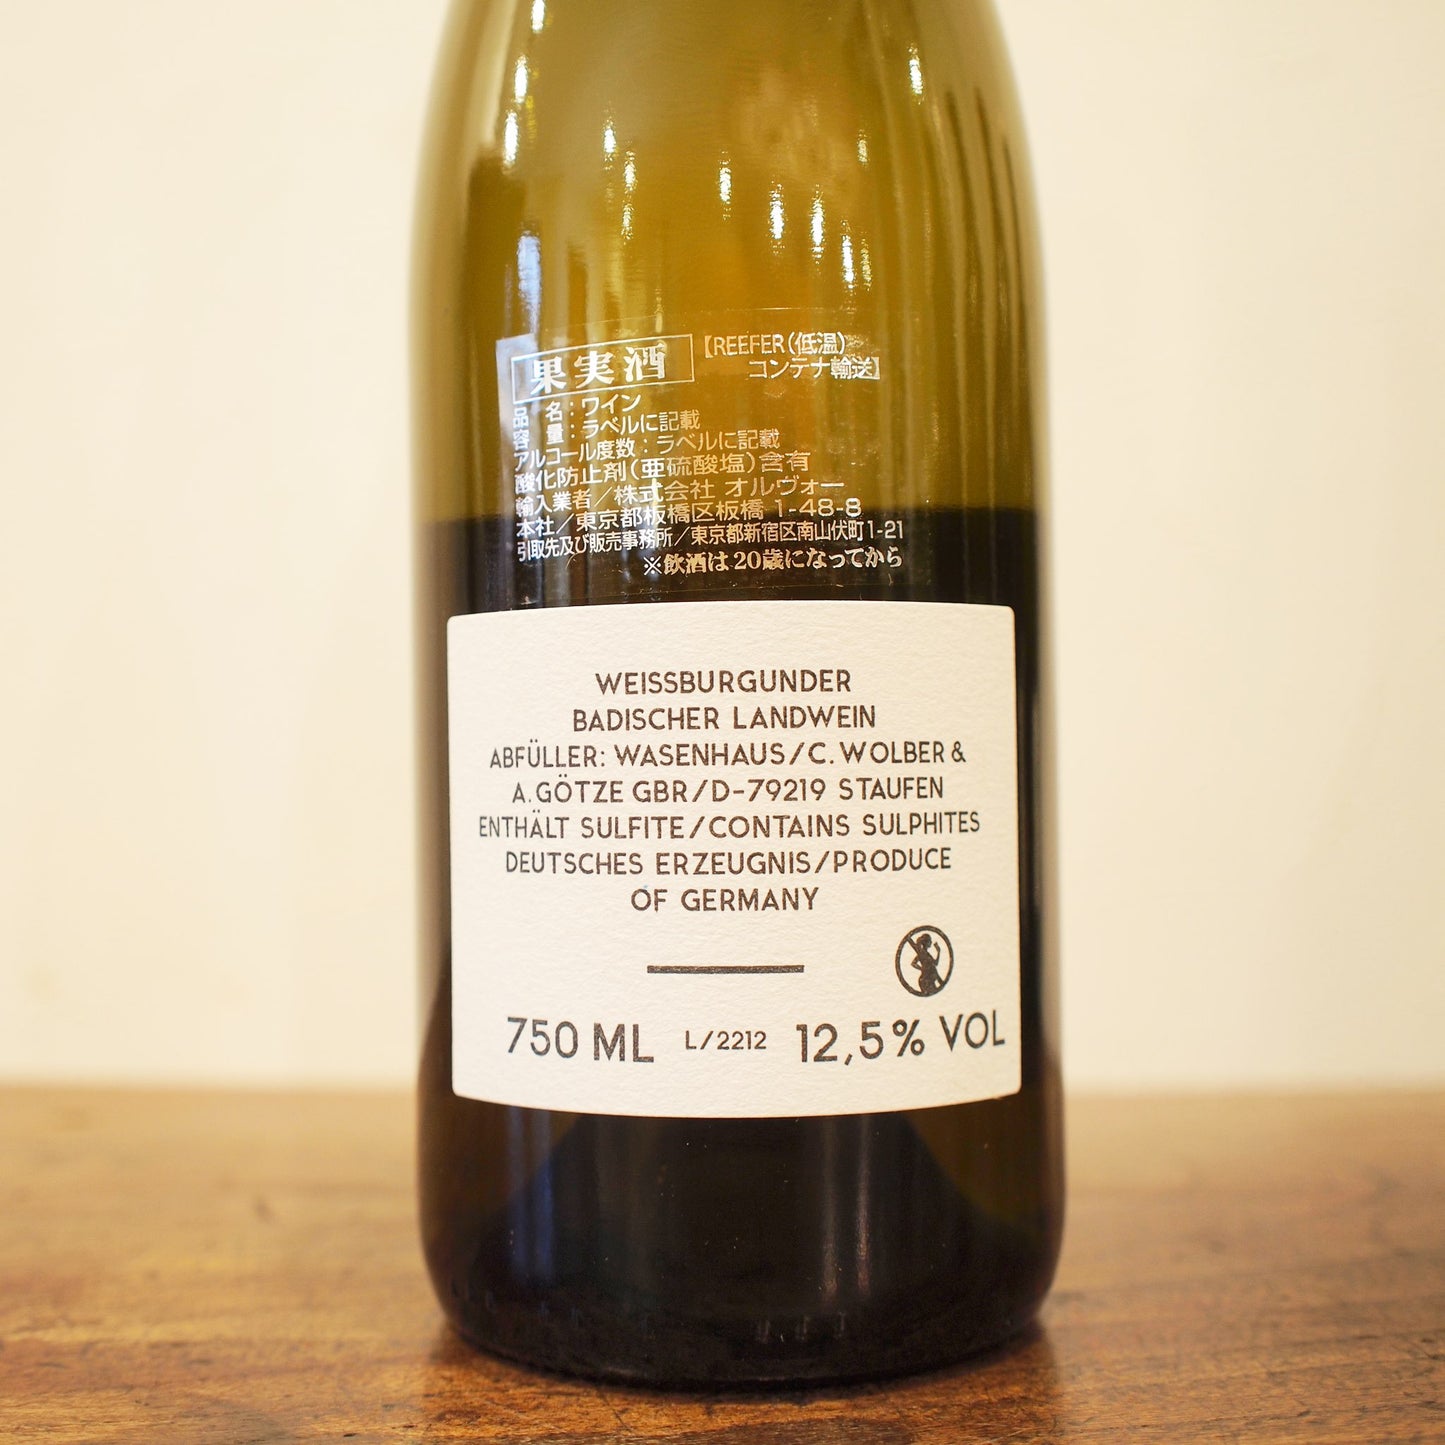 果実酒
【REEFER(低温)
コンテナ輸送】
品 名：ワイン
容 量：ラベルに記載
アルコール度数：ラベルに記載
酸化防止剤(亜硫酸塩)含有
輸入業者／株式会社 オルヴォー
本社／東京都板橋区板橋 1-48-8
引取先及び販売事務所／東京都新宿区南山伏町1-21
※飲酒は20歳になってから
WEISSBURGUNDER
BADISCHER LANDWEIN
ABFÜLLER: WASENHAUS/C. WOLBER &
A. GÖTZE GBR/D-79219 STAUFEN
ENTHÄLT SULFITE/CONTAINS SULPHITES
DEUTSCHES ERZEUGNIS/PRODUCE
OF GERMANY
750 ML L/2212 12,5% VOL